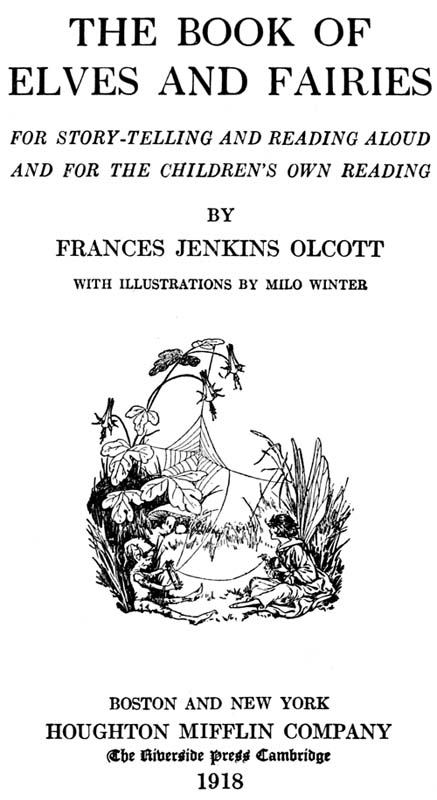 THE BOOK OF
ELVES AND FAIRIES
FOR STORY-TELLING AND READING ALOUD
AND FOR THE CHILDREN'S OWN READING
BY
FRANCES JENKINS OLCOTT
WITH ILLUSTRATIONS BY MILO WINTER
BOSTON AND NEW YORK
HOUGHTON MIFFLIN COMPANY
The Riverside Press Cambridge
1918